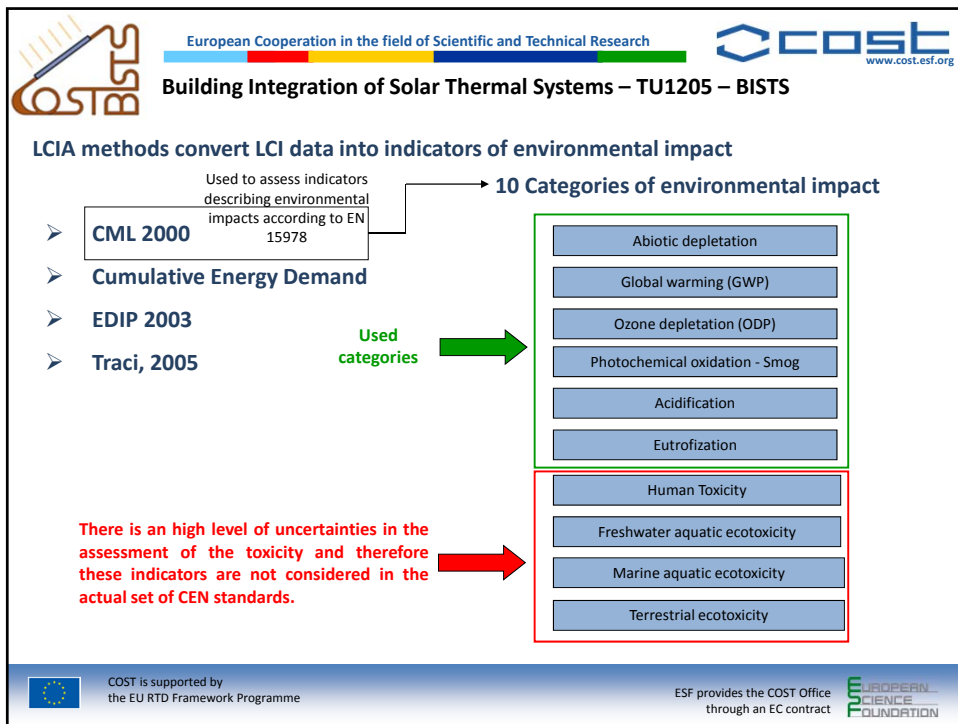 COST
BISTS
European Cooperation in the field of Scientific and Technical Research
cost
www.cost.esf.org
Building Integration of Solar Thermal Systems – TU1205 – BISTS
LCIA methods convert LCI data into indicators of environmental impact
Used to assess indicators
describing environmental
impacts according to EN
15978
10 Categories of environmental impact
CML 2000
Cumulative Energy Demand
EDIP 2003
Traci, 2005
Used
categories
Abiotic depletation
Global warming (GWP)
Ozone depletation (ODP)
Photochemical oxidation - Smog
Acidification
Eutrofization
There is an high level of uncertainties in the
assessment of the toxicity and therefore
these indicators are not considered in the
actual set of CEN standards.
Human Toxicity
Freshwater aquatic ecotoxicity
Marine aquatic ecotoxicity
Terrestrial ecotoxicity
COST is supported by
the EU RTD Framework Programme
ESF provides the COST Office
through an EC contract
EUROPEAN
SCIENCE
FOUNDATION